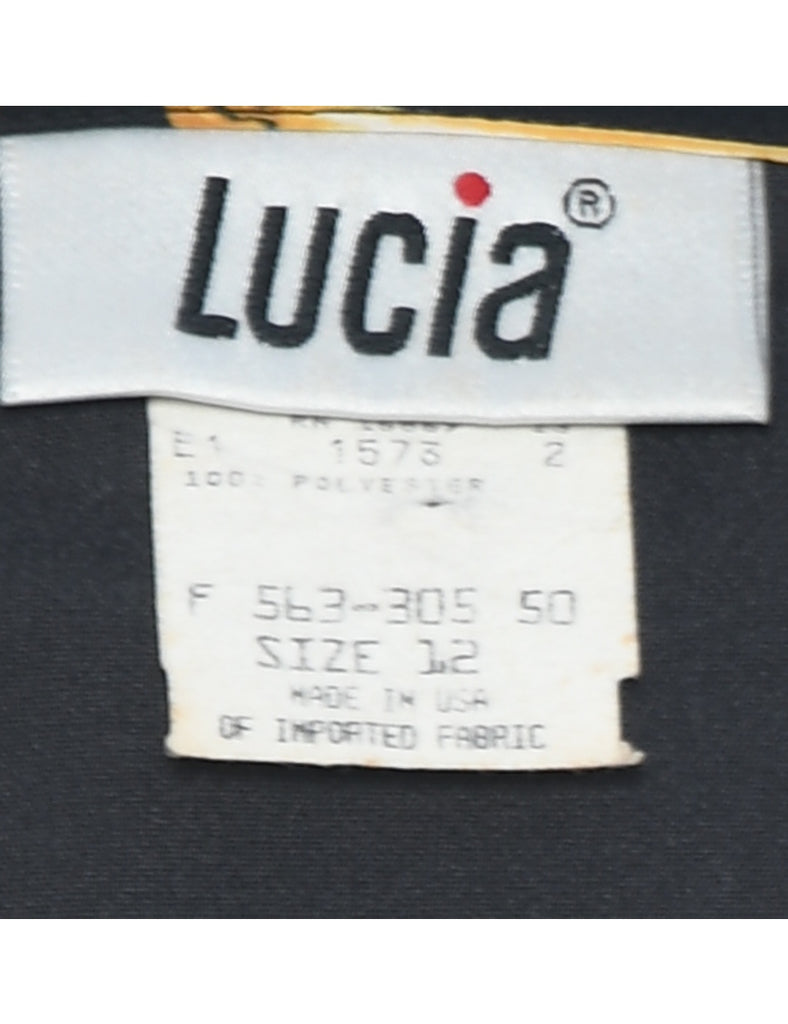 Lucia®
E1 1573 2
100% POLYESTER
F 563-305 50
SIZE 12
MADE IN USA
OF IMPORTED FABRIC